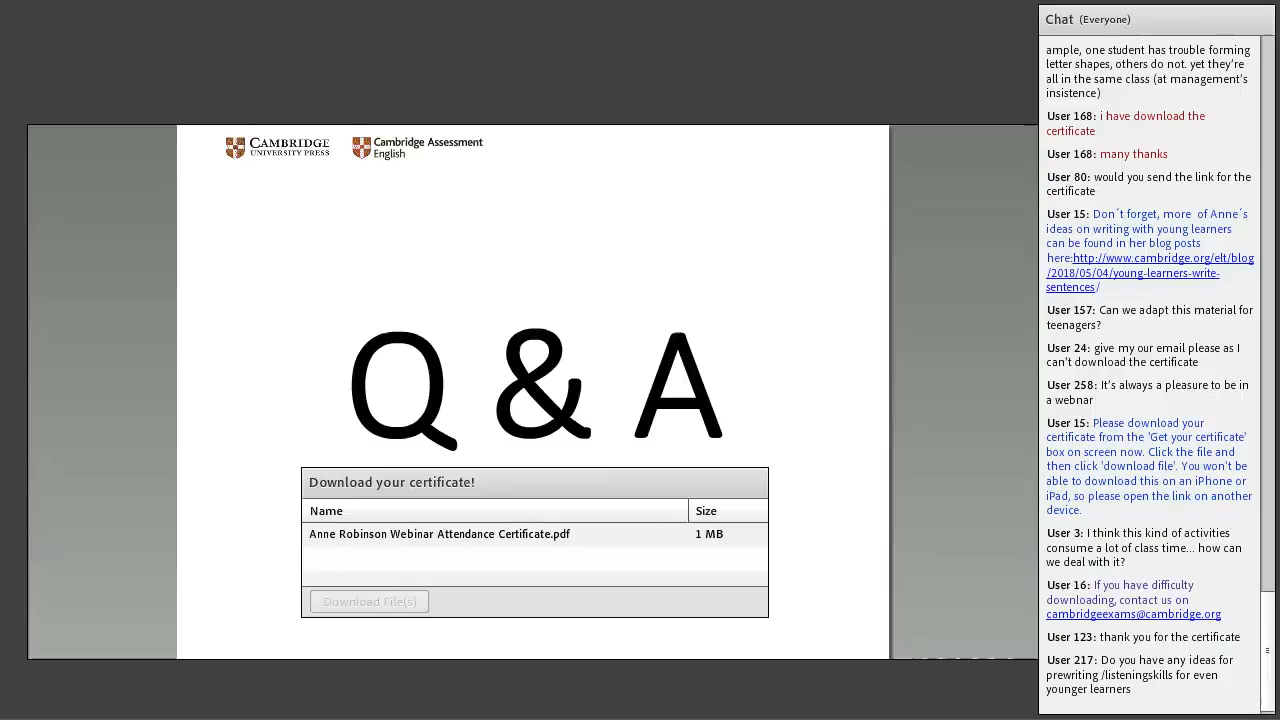 CAMBRIDGE
UNIVERSITY PRESS
Cambridge Assessment
English
Q & A
Download your certificate!
Name Size
Anne Robinson Webinar Attendance Certificate.pdf 1 MB
Download File(s)
Chat (Everyone)
ample, one student has trouble forming
letter shapes, others do not. yet they're
all in the same class (at management's
insistence)
User 168: i have download the
certificate
User 168: many thanks
User 80: would you send the link for the
certificate
User 15: Don´t forget, more of Anne´s
ideas on writing with young learners
can be found in her blog posts
here:http://www.cambridge.org/elt/blog
/2018/05/04/young-learners-write-
sentences/
User 157: Can we adapt this material for
teenagers?
User 24: give my our email please as I
can't download the certificate
User 258: It's always a pleasure to be in
a webnar
User 15: Please download your
certificate from the 'Get your certificate'
box on screen now. Click the file and
then click 'download file'. You won't be
able to download this on an iPhone or
iPad, so please open the link on another
device.
User 3: I think this kind of activities
consume a lot of class time... how can
we deal with it?
User 16: If you have difficulty
downloading, contact us on
cambridgeexams@cambridge.org
User 123: thank you for the certificate
User 217: Do you have any ideas for
prewriting /listeningskills for even
younger learners